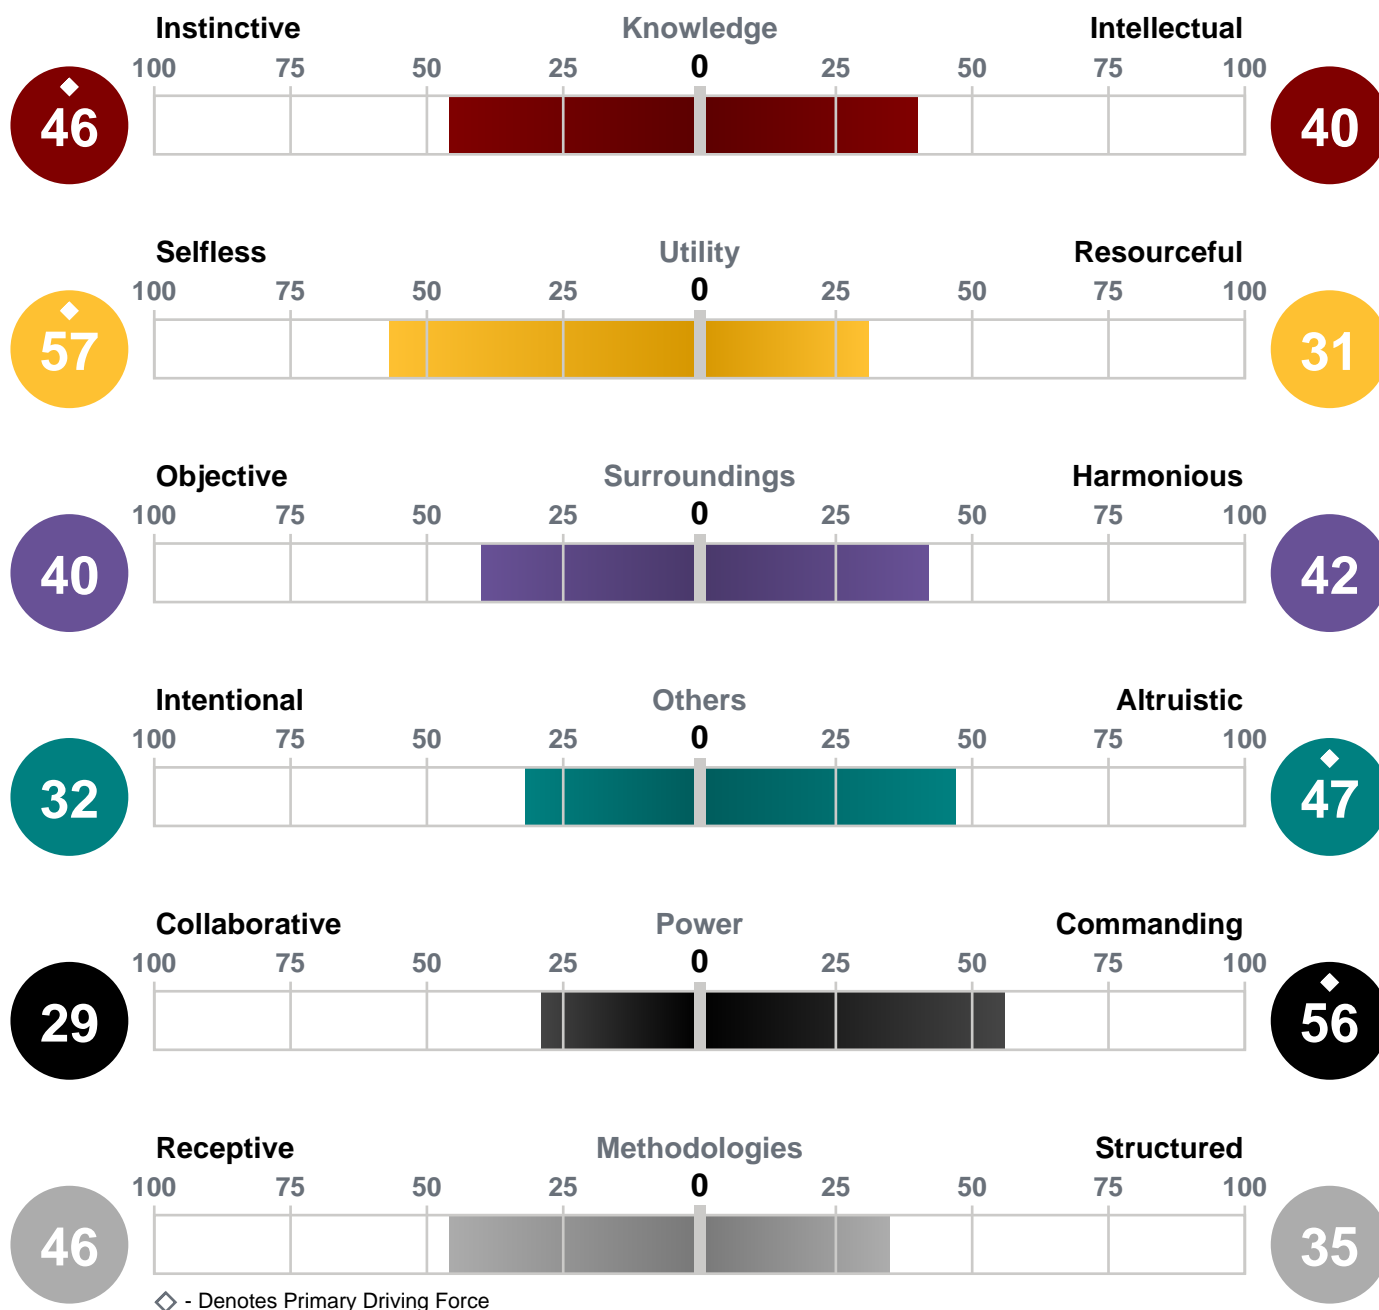 Instinctive Knowledge Intellectual
100 75 50 25 0 25 50 75 100
46 40
Selfless Utility Resourceful
100 75 50 25 0 25 50 75 100
57 31
Objective Surroundings Harmonious
100 75 50 25 0 25 50 75 100
40 42
Intentional Others Altruistic
100 75 50 25 0 25 50 75 100
32 47
Collaborative Power Commanding
100 75 50 25 0 25 50 75 100
29 56
Receptive Methodologies Structured
100 75 50 25 0 25 50 75 100
46 35
◇ - Denotes Primary Driving Force